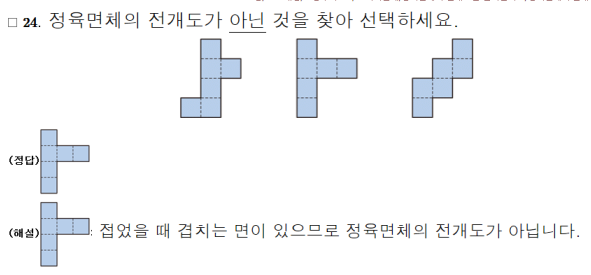 □ 24. 정육면체의 전개도가 아닌 것을 찾아 선택하세요.
(정답)
(해설) : 접었을 때 겹치는 면이 있으므로 정육면체의 전개도가 아닙니다.